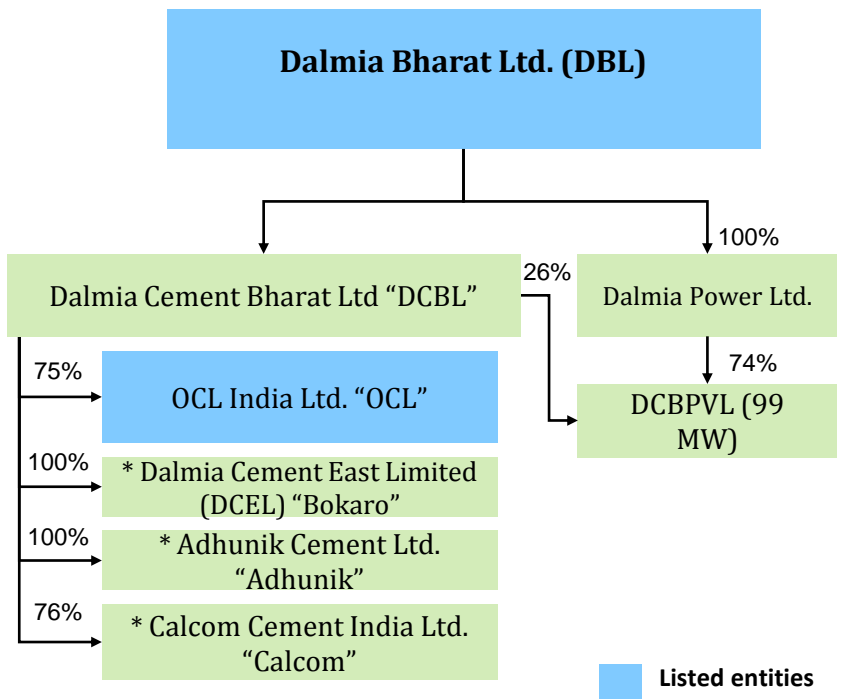 Dalmia Bharat Ltd. (DBL)
100%
Dalmia Cement Bharat Ltd “DCBL”
26%
Dalmia Power Ltd.
75%
OCL India Ltd. “OCL”
74%
DCBPVL (99
MW)
100%
* Dalmia Cement East Limited
(DCEL) “Bokaro”
100%
* Adhunik Cement Ltd.
“Adhunik”
76%
* Calcom Cement India Ltd.
“Calcom”
Listed entities